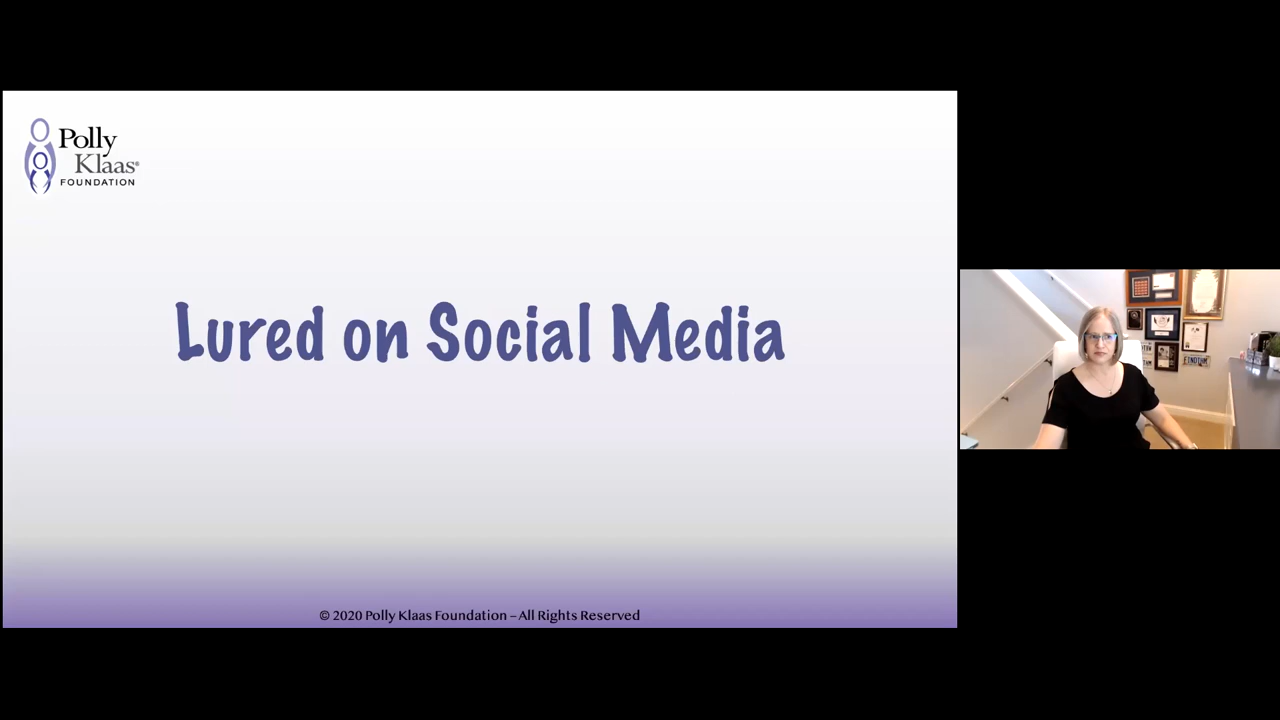 Polly
Klaas®
FOUNDATION
Lured on Social Media
© 2020 Polly Klaas Foundation – All Rights Reserved